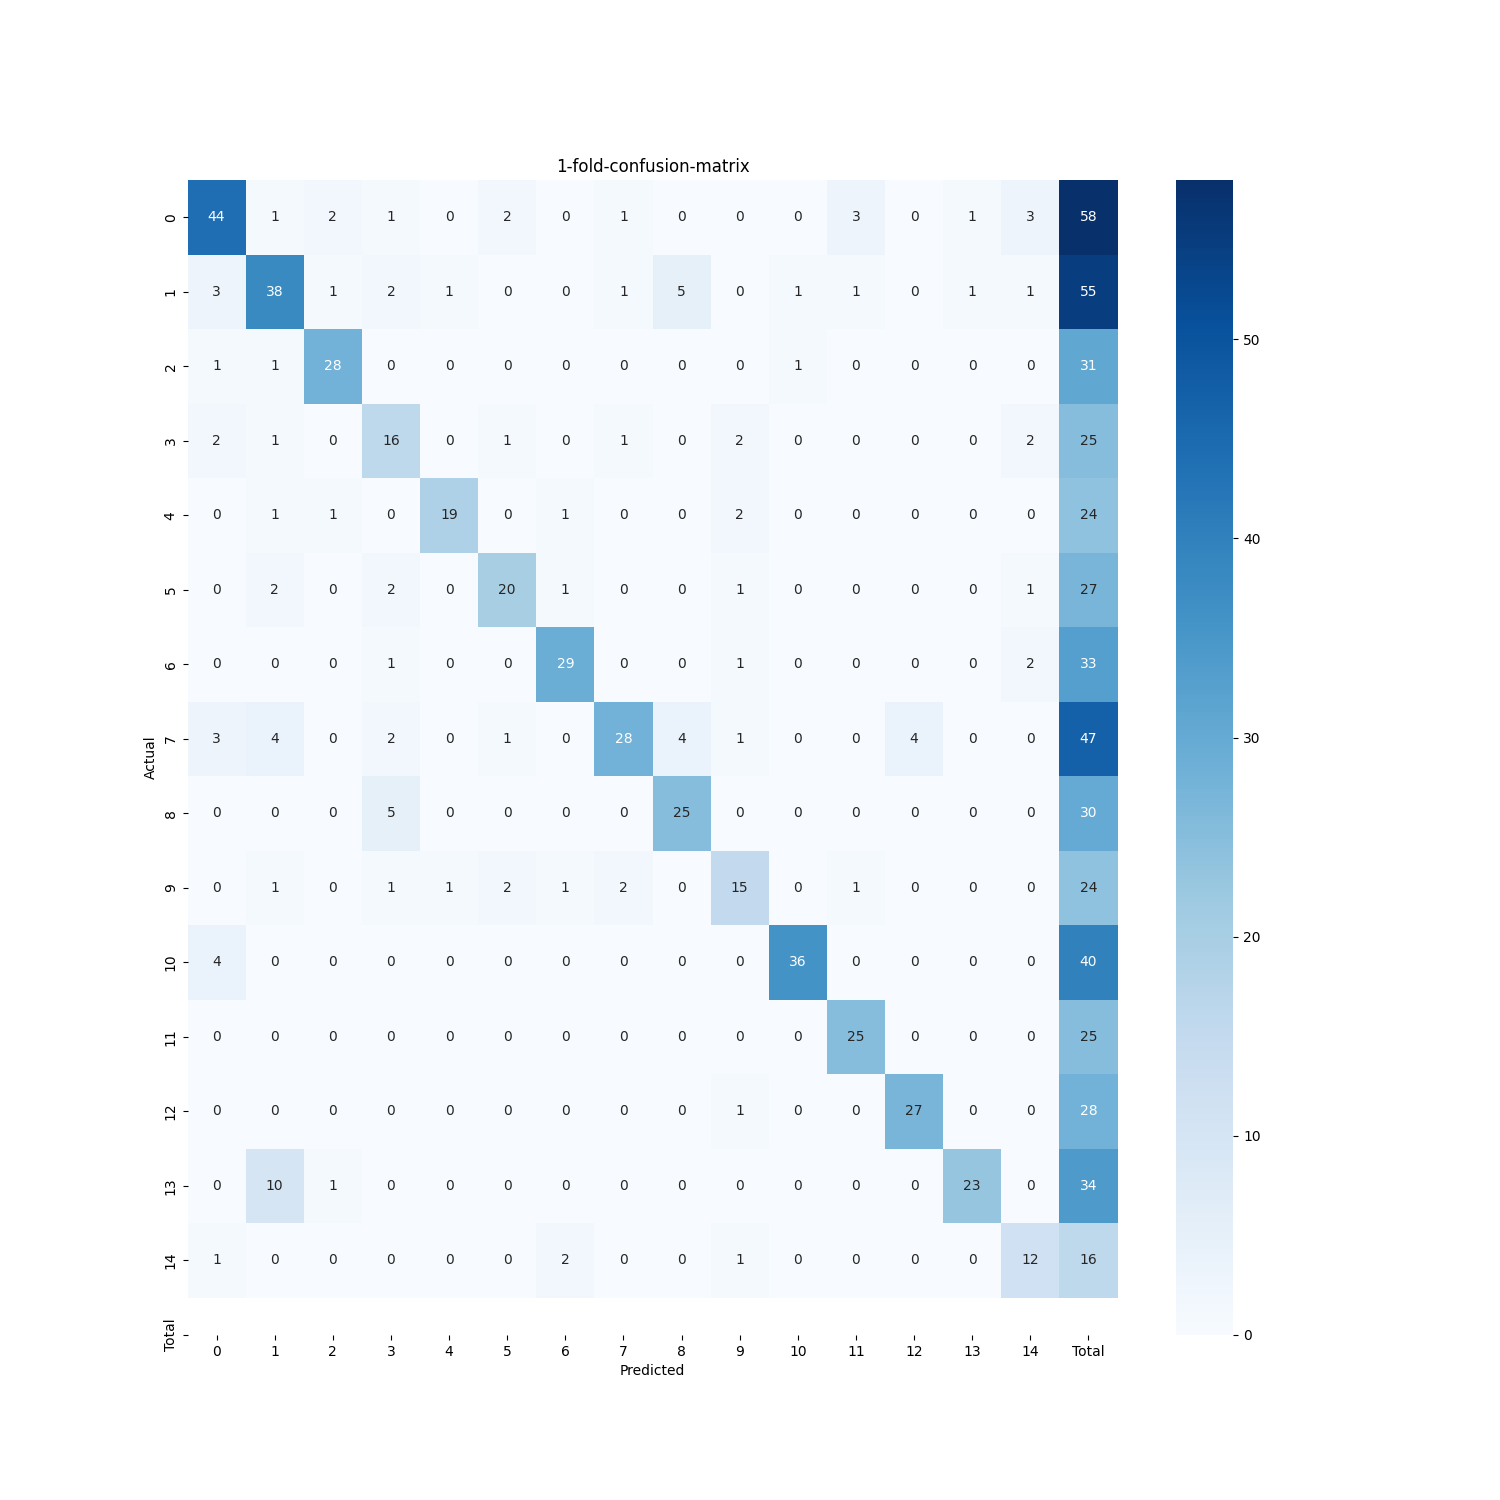 1-fold-confusion-matrix
0 44 1 2 1 0 2 0 1 0 0 0 3 0 1 3 58
1 3 38 1 2 1 0 0 1 5 0 1 1 0 1 1 55
2 1 1 28 0 0 0 0 0 0 0 1 0 0 0 0 31
3 2 1 0 16 0 1 0 1 0 2 0 0 0 0 2 25
4 0 1 1 0 19 0 1 0 0 2 0 0 0 0 0 24
5 0 2 0 2 0 20 1 0 0 1 0 0 0 0 1 27
6 0 0 0 1 0 0 29 0 0 1 0 0 0 0 2 33
7 3 4 0 2 0 1 0 28 4 1 0 0 4 0 0 47
8 0 0 0 5 0 0 0 0 25 0 0 0 0 0 0 30
9 0 1 0 1 1 2 1 2 0 15 0 1 0 0 0 24
10 4 0 0 0 0 0 0 0 0 0 36 0 0 0 0 40
11 0 0 0 0 0 0 0 0 0 0 0 25 0 0 0 25
12 0 0 0 0 0 0 0 0 0 1 0 0 27 0 0 28
13 0 10 1 0 0 0 0 0 0 0 0 0 0 23 0 34
14 1 0 0 0 0 0 2 0 0 1 0 0 0 0 12 16
Total
0 1 2 3 4 5 6 7 8 9 10 11 12 13 14 Total
Predicted
Actual
50
40
30
20
10
0